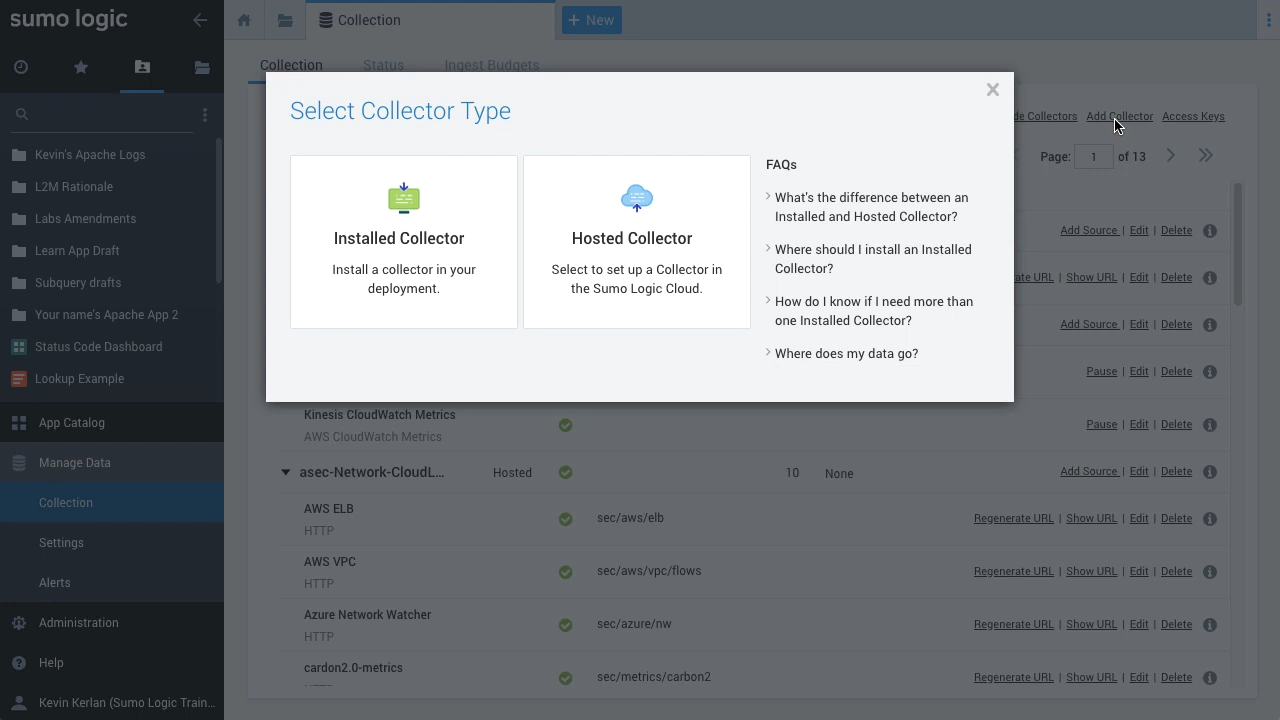 sumo logic
Collection
+ New
Collection
Status
Ingest Budgets
Select Collector Type
Add Collector
Access Keys
Page:
1
of 13
Kevin's Apache Logs
L2M Rationale
Labs Amendments
Learn App Draft
Subquery drafts
Your name's Apache App 2
Status Code Dashboard
Lookup Example
App Catalog
Manage Data
Collection
Settings
Alerts
Administration
Help
Kevin Kerlan (Sumo Logic Train...
Installed Collector
Install a collector in your
deployment.
Hosted Collector
Select to set up a Collector in
the Sumo Logic Cloud.
FAQs
What's the difference between an
Installed and Hosted Collector?
Where should I install an Installed
Collector?
How do I know if I need more than
one Installed Collector?
Where does my data go?
Add Source | Edit | Delete
URL | Show URL | Edit | Delete
Add Source | Edit | Delete
Pause | Edit | Delete
Kinesis CloudWatch Metrics
AWS CloudWatch Metrics
Pause | Edit | Delete
asec-Network-CloudL...
Hosted
10
None
Add Source | Edit | Delete
AWS ELB
HTTP
sec/aws/elb
Regenerate URL | Show URL | Edit | Delete
AWS VPC
HTTP
sec/aws/vpc/flows
Regenerate URL | Show URL | Edit | Delete
Azure Network Watcher
HTTP
sec/azure/nw
Regenerate URL | Show URL | Edit | Delete
cardon2.0-metrics
sec/metrics/carbon2
Regenerate URL | Show URL | Edit | Delete